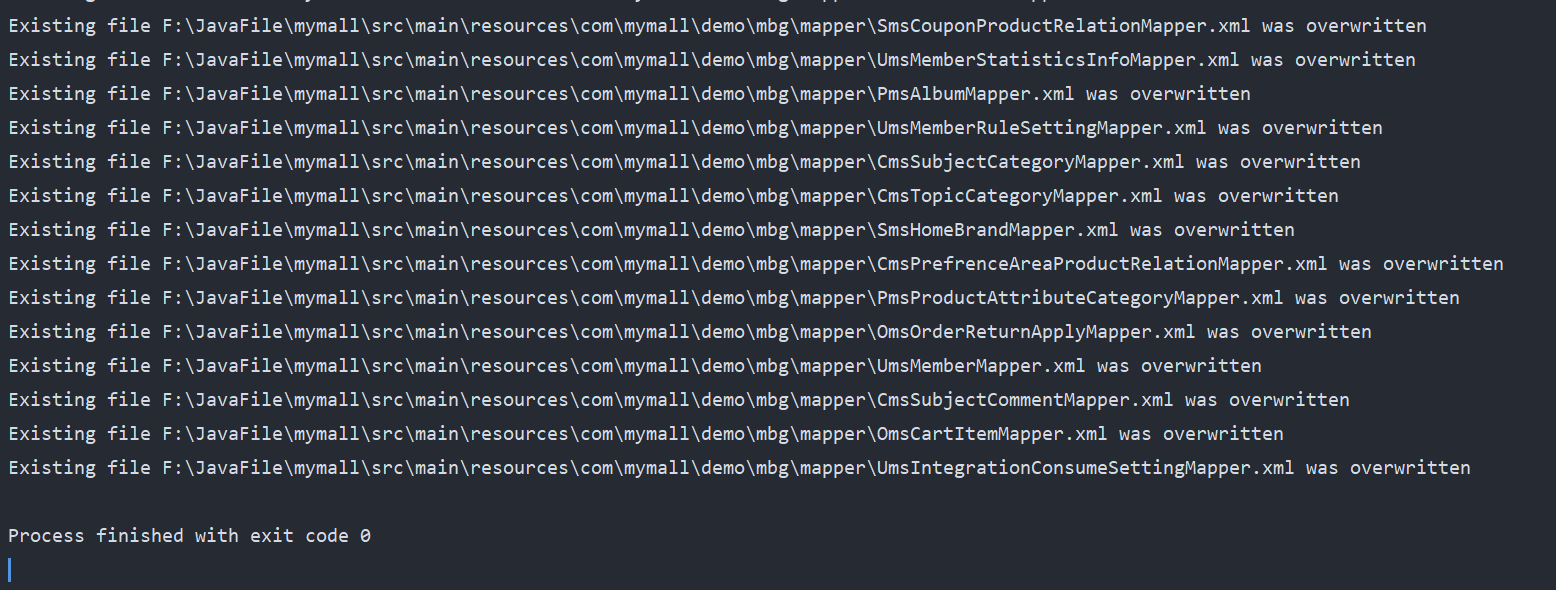 Existing file F:\JavaFile\mymall\src\main\resources\com\mymall\demo\mbg\mapper\SmsCouponProductRelationMapper.xml was overwritten
Existing file F:\JavaFile\mymall\src\main\resources\com\mymall\demo\mbg\mapper\UmsMemberStatisticsInfoMapper.xml was overwritten
Existing file F:\JavaFile\mymall\src\main\resources\com\mymall\demo\mbg\mapper\PmsAlbumMapper.xml was overwritten
Existing file F:\JavaFile\mymall\src\main\resources\com\mymall\demo\mbg\mapper\UmsMemberRuleSettingMapper.xml was overwritten
Existing file F:\JavaFile\mymall\src\main\resources\com\mymall\demo\mbg\mapper\CmsSubjectCategoryMapper.xml was overwritten
Existing file F:\JavaFile\mymall\src\main\resources\com\mymall\demo\mbg\mapper\CmsTopicCategoryMapper.xml was overwritten
Existing file F:\JavaFile\mymall\src\main\resources\com\mymall\demo\mbg\mapper\SmsHomeBrandMapper.xml was overwritten
Existing file F:\JavaFile\mymall\src\main\resources\com\mymall\demo\mbg\mapper\CmsPrefrenceAreaProductRelationMapper.xml was overwritten
Existing file F:\JavaFile\mymall\src\main\resources\com\mymall\demo\mbg\mapper\PmsProductAttributeCategoryMapper.xml was overwritten
Existing file F:\JavaFile\mymall\src\main\resources\com\mymall\demo\mbg\mapper\OmsOrderReturnApplyMapper.xml was overwritten
Existing file F:\JavaFile\mymall\src\main\resources\com\mymall\demo\mbg\mapper\UmsMemberMapper.xml was overwritten
Existing file F:\JavaFile\mymall\src\main\resources\com\mymall\demo\mbg\mapper\CmsSubjectCommentMapper.xml was overwritten
Existing file F:\JavaFile\mymall\src\main\resources\com\mymall\demo\mbg\mapper\OmsCartItemMapper.xml was overwritten
Existing file F:\JavaFile\mymall\src\main\resources\com\mymall\demo\mbg\mapper\UmsIntegrationConsumeSettingMapper.xml was overwritten
Process finished with exit code 0